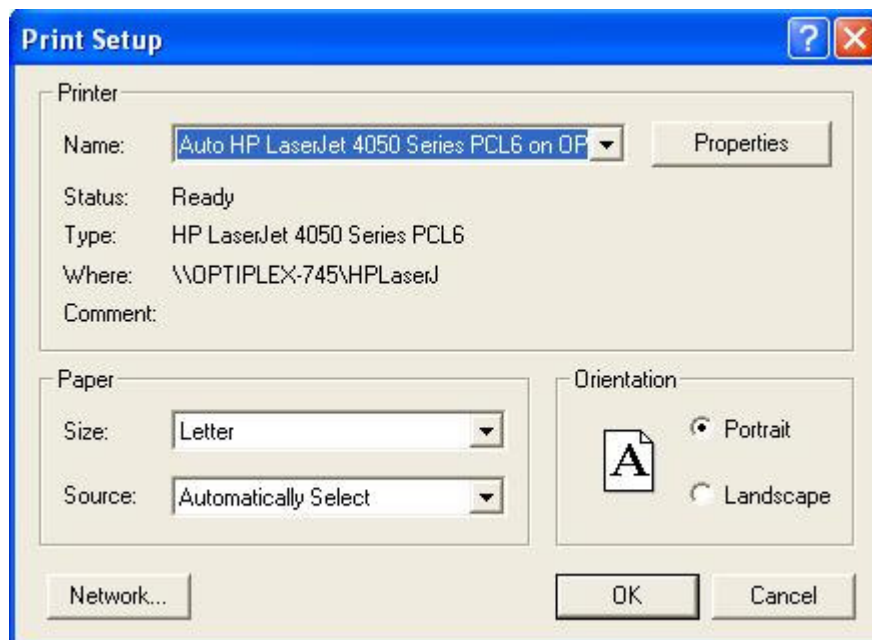 Print Setup
Printer
Name: Auto HP LaserJet 4050 Series PCL6 on OP Properties
Status: Ready
Type: HP LaserJet 4050 Series PCL6
Where: \\OPTIPLEX-745\HPLaserJ
Comment:
Paper
Size: Letter
Source: Automatically Select
Orientation
A
Portrait
Landscape
Network... OK Cancel